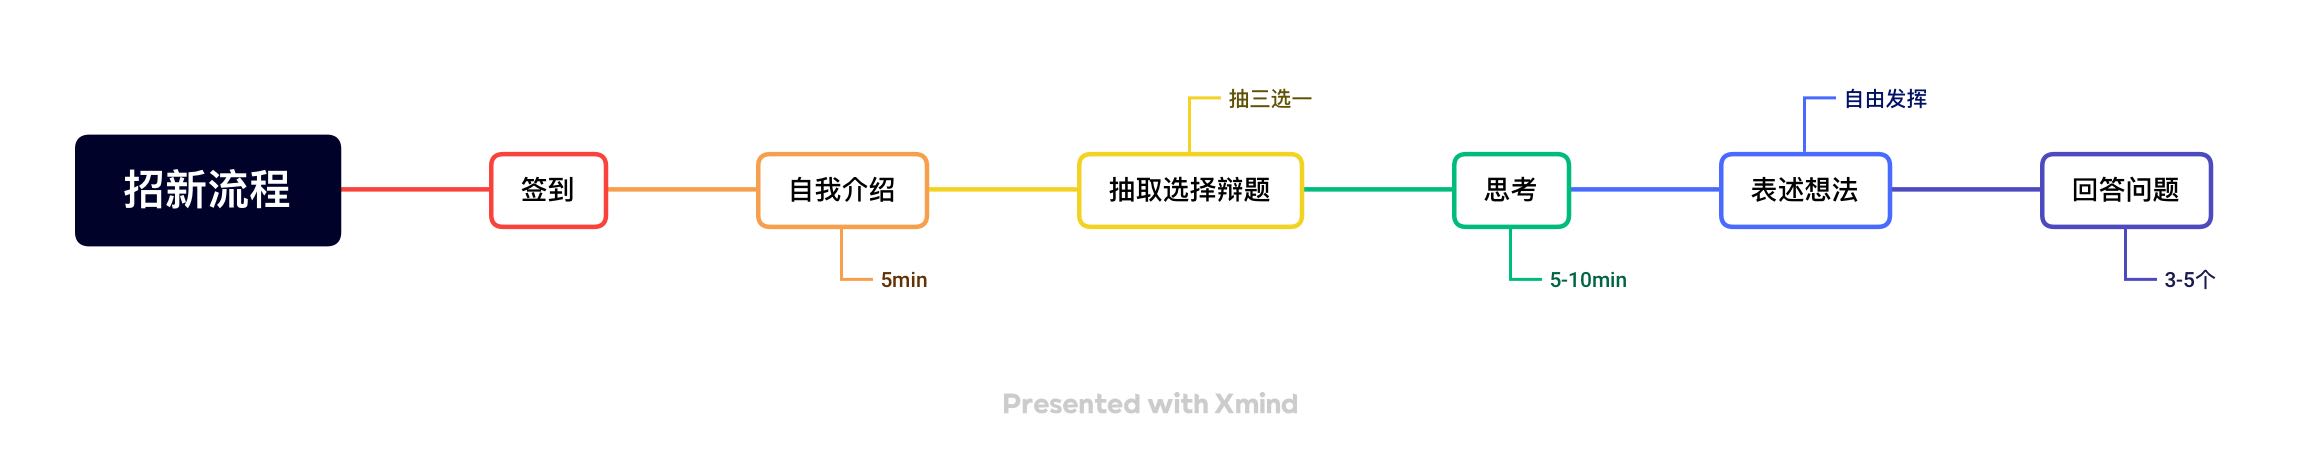 招新流程
签到
自我介绍
5min
抽取选择辩题
抽三选一
思考
5-10min
表述想法
自由发挥
回答问题
3-5个
Presented with Xmind